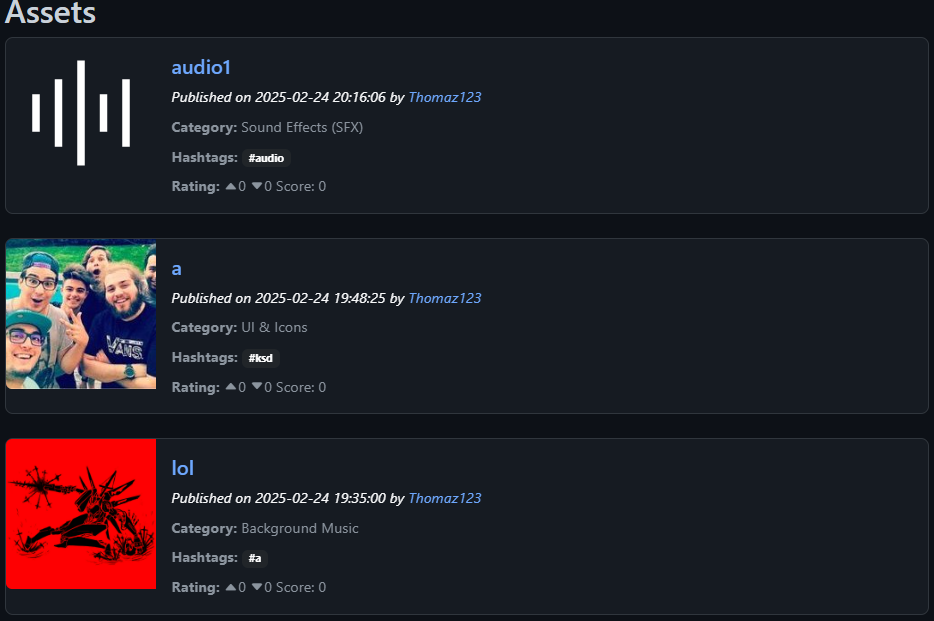 Assets
audio1
Published on 2025-02-24 20:16:06 by Thomaz123
Category: Sound Effects (SFX)
Hashtags: #audio
Rating: ▲0 ▼0 Score: 0
a
Published on 2025-02-24 19:48:25 by Thomaz123
Category: UI & Icons
Hashtags: #ksd
Rating: ▲0 ▼0 Score: 0
VANS
lol
Published on 2025-02-24 19:35:00 by Thomaz123
Category: Background Music
Hashtags: #a
Rating: ▲0 ▼0 Score: 0